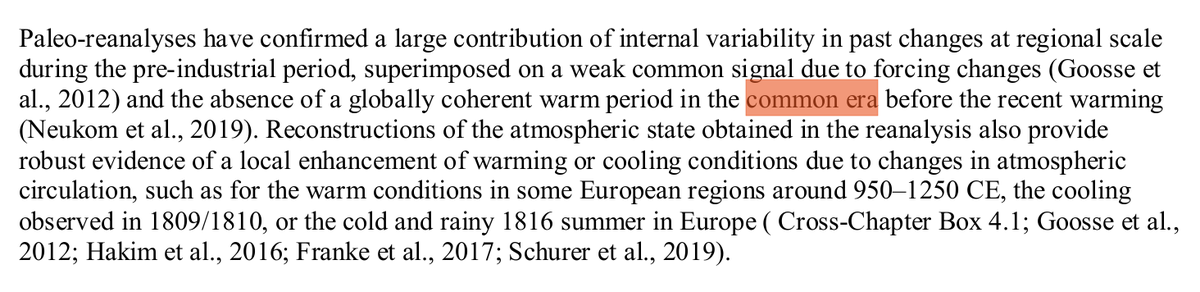 Paleo-reanalyses have confirmed a large contribution of internal variability in past changes at regional scale
during the pre-industrial period, superimposed on a weak common signal due to forcing changes (Goosse et
al., 2012) and the absence of a globally coherent warm period in the common era before the recent warming
(Neukom et al., 2019). Reconstructions of the atmospheric state obtained in the reanalysis also provide
robust evidence of a local enhancement of warming or cooling conditions due to changes in atmospheric
circulation, such as for the warm conditions in some European regions around 950–1250 CE, the cooling
observed in 1809/1810, or the cold and rainy 1816 summer in Europe ( Cross-Chapter Box 4.1; Goosse et al.,
2012; Hakim et al., 2016; Franke et al., 2017; Schurer et al., 2019).